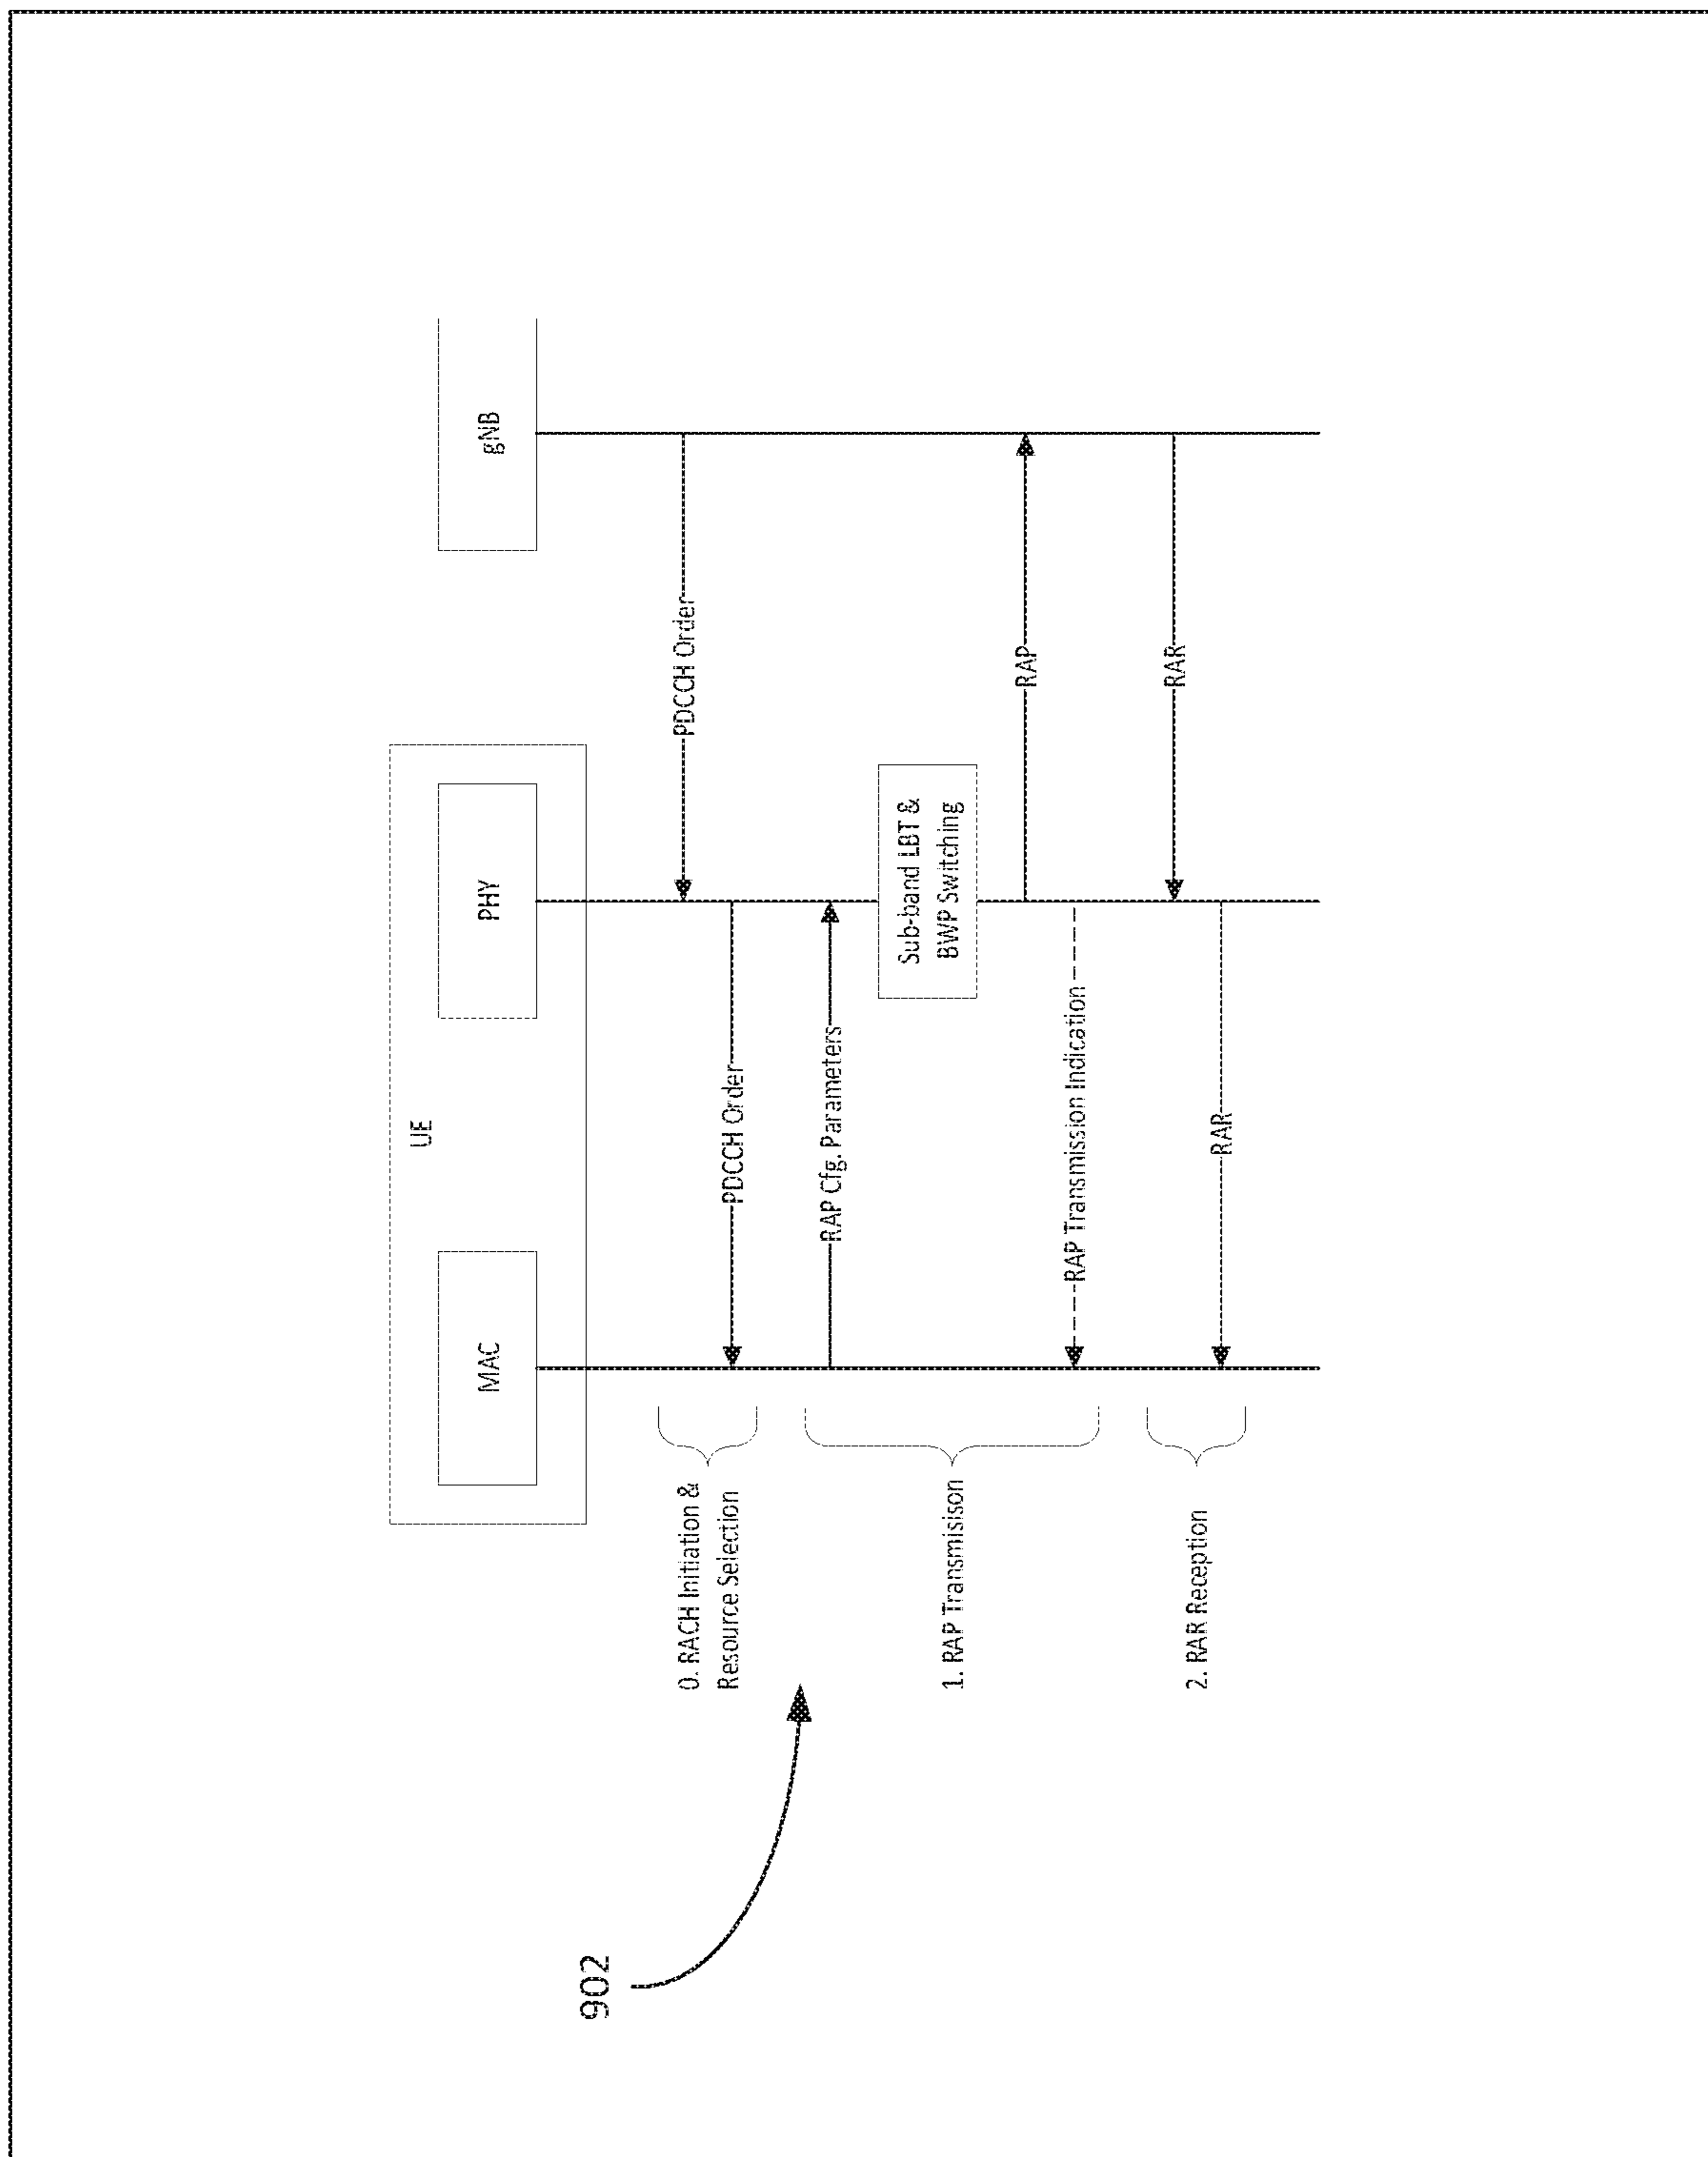 902
UE
MAC
PHY
gNB
0. RACH Initiation &
Resource Selection
PDCCH Order
PDCCH Order
1. RAP Transmisison
RAP Cfg. Parameters
Sub-band LBT &
BWP Switching
RAP
RAP Transmission Indication
2. RAR Reception
RAR
RAR